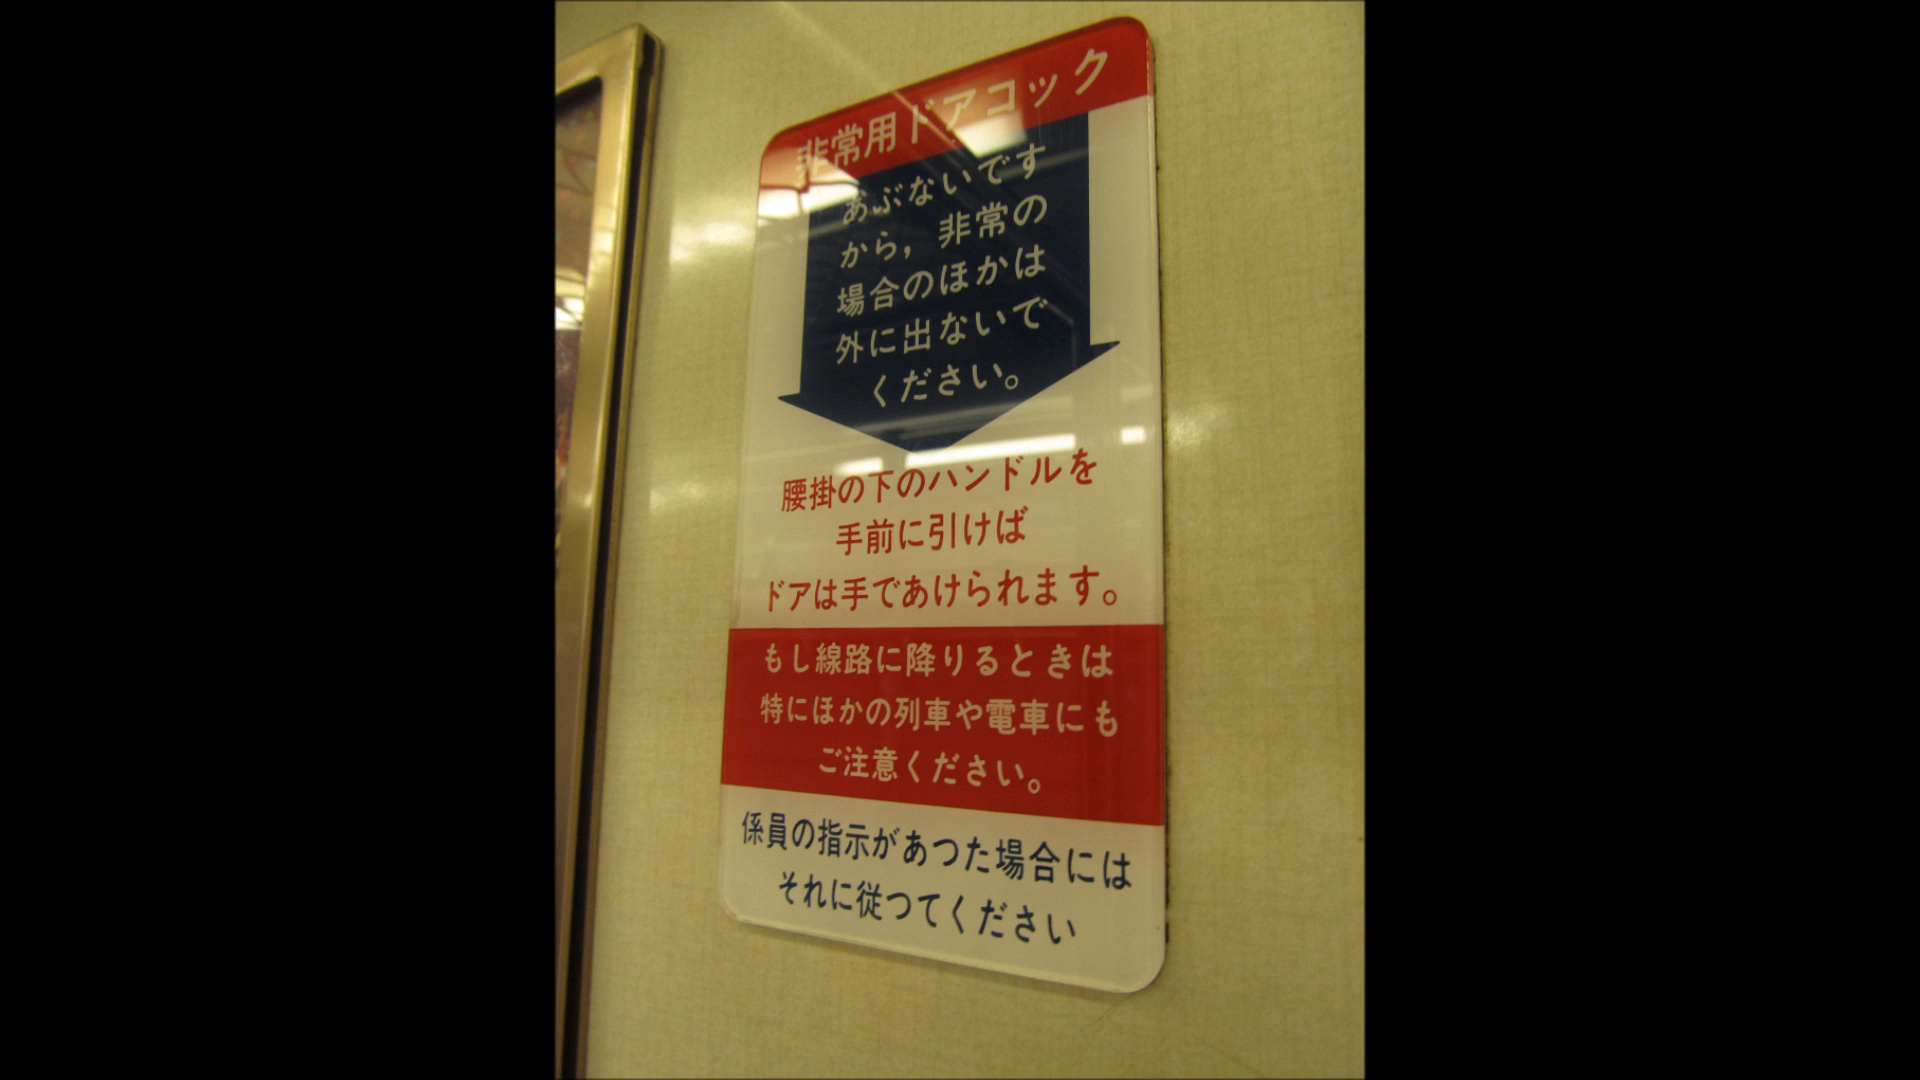 非常用ドアコック
あぶないです
から，非常の
場合のほかは
外に出ないで
ください。
腰掛の下のハンドルを
手前に引けば
ドアは手であけられます。
もし線路に降りるときは
特にほかの列車や電車にも
ご注意ください。
係員の指示があつた場合には
それに従つてください